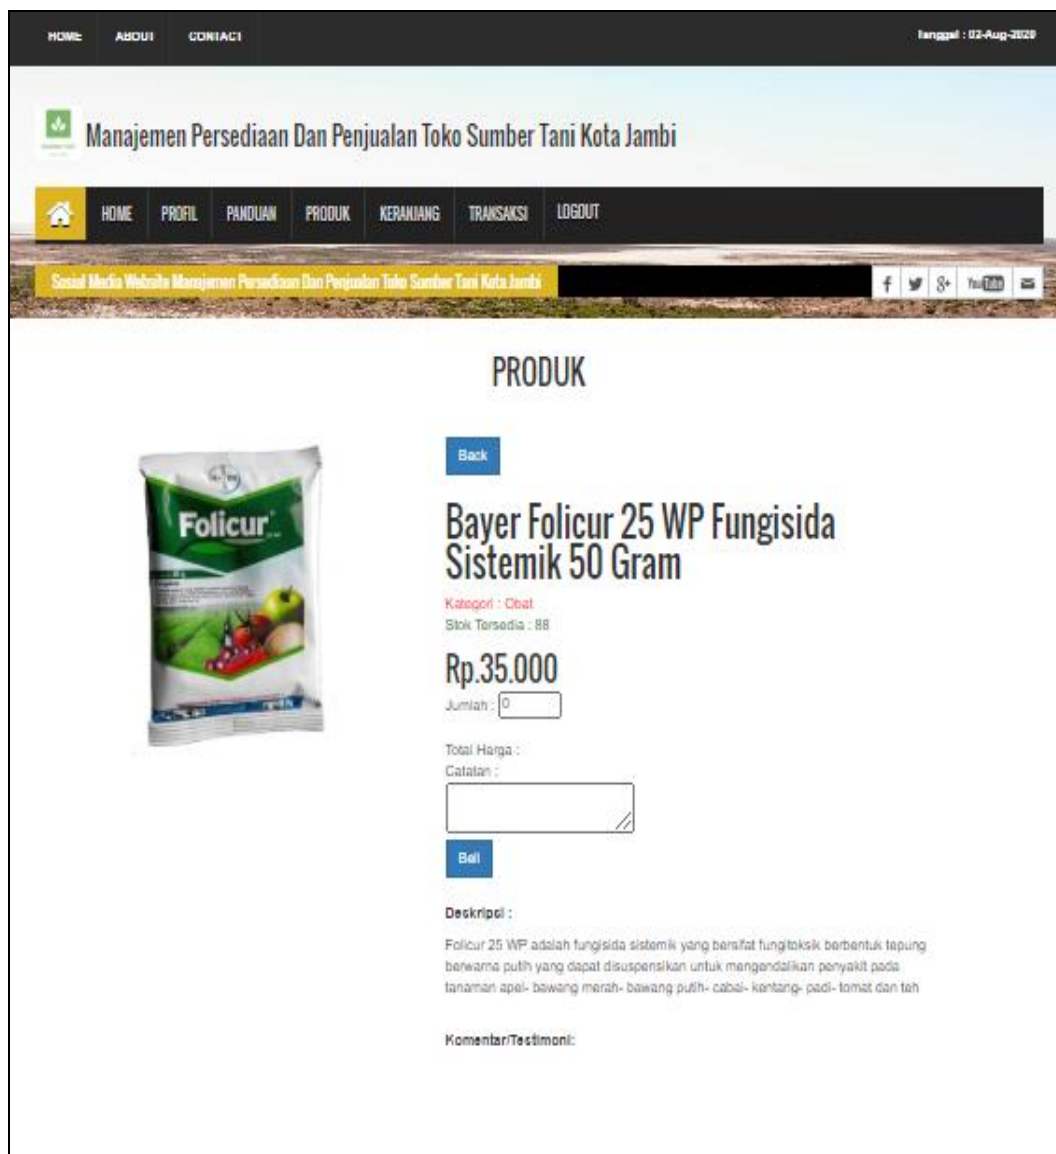 HOME ABOUT CONTACT Tanggal : 02-Aug-2020
Manajemen Persediaan Dan Penjualan Toko Sumber Tani Kota Jambi
HOME PROFIL PANDUAN PRODUK KERANJANG TRANSAKSI LOGOUT
Sosial Media Website Manajemen Persediaan Dan Penjualan Toko Sumber Tani Kota Jambi
f 8+ YouTube
PRODUK
Back
Folicur
Bayer Folicur 25 WP Fungisida
Sistemik 50 Gram
Kategori : Obat
Stok Tersedia : 88
Rp.35.000
Jumlah : 0
Total Harga :
Catatan :
Beli
Deskripsi :
Folicur 25 WP adalah fungisida sistemik yang bersifat fungitoksik berbentuk tepung
berwarna putih yang dapat disuspensikan untuk mengendalikan penyakit pada
tanaman apel- bawang merah- bawang putih- cabai- kentang- padi- tomat dan teh
Komentar/Testimoni: